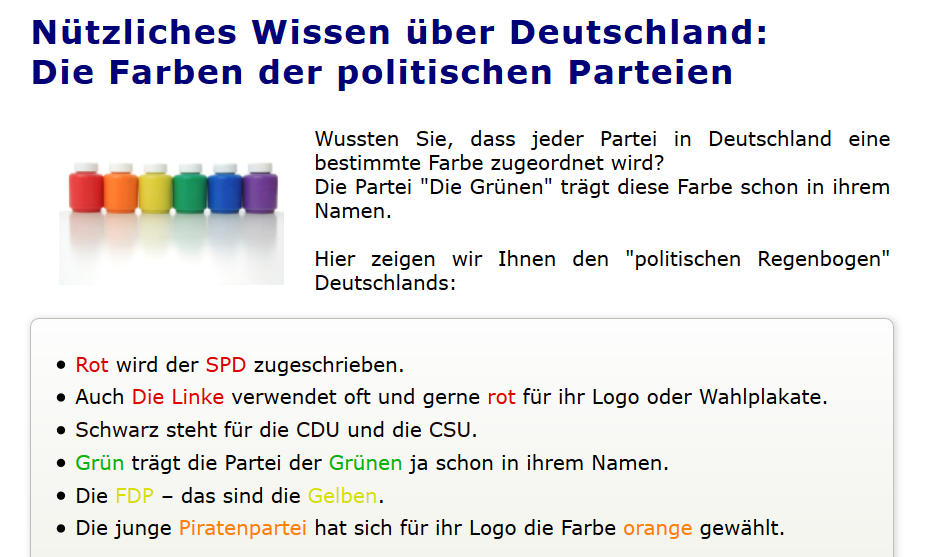 Nützliches Wissen über Deutschland:
Die Farben der politischen Parteien
Wussten Sie, dass jeder Partei in Deutschland eine
bestimmte Farbe zugeordnet wird?
Die Partei "Die Grünen" trägt diese Farbe schon in ihrem
Namen.
Hier zeigen wir Ihnen den "politischen Regenbogen"
Deutschlands:
• Rot wird der SPD zugeschrieben.
• Auch Die Linke verwendet oft und gerne rot für ihr Logo oder Wahlplakate.
• Schwarz steht für die CDU und die CSU.
• Grün trägt die Partei der Grünen ja schon in ihrem Namen.
• Die FDP – das sind die Gelben.
• Die junge Piratenpartei hat sich für ihr Logo die Farbe orange gewählt.